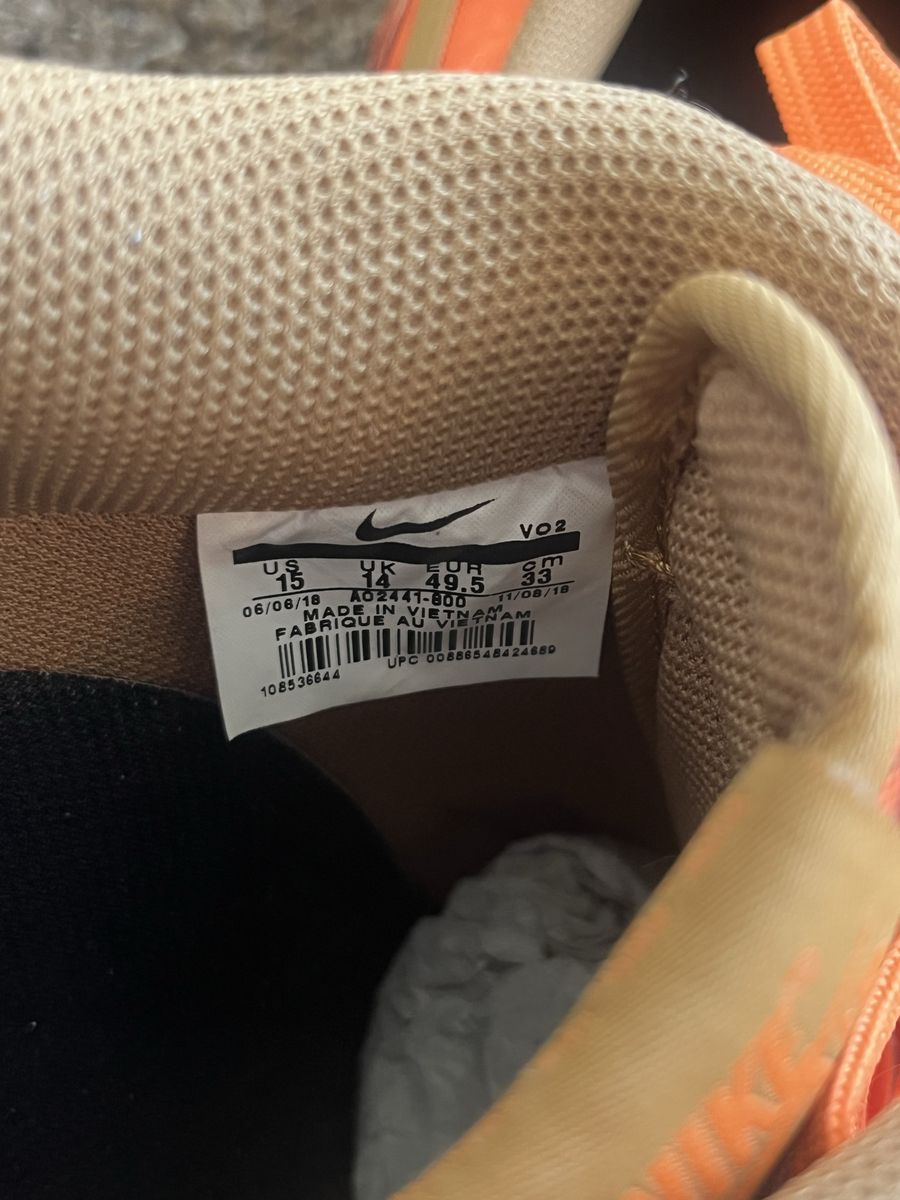 VO2
US UK EUR cm
15 14 49.5 33
06/06/18 AO2441-800 11/08/18
MADE IN VIETNAM
FABRIQUE AU VIETNAM
UPC 00886548424689
108536644
NIKE